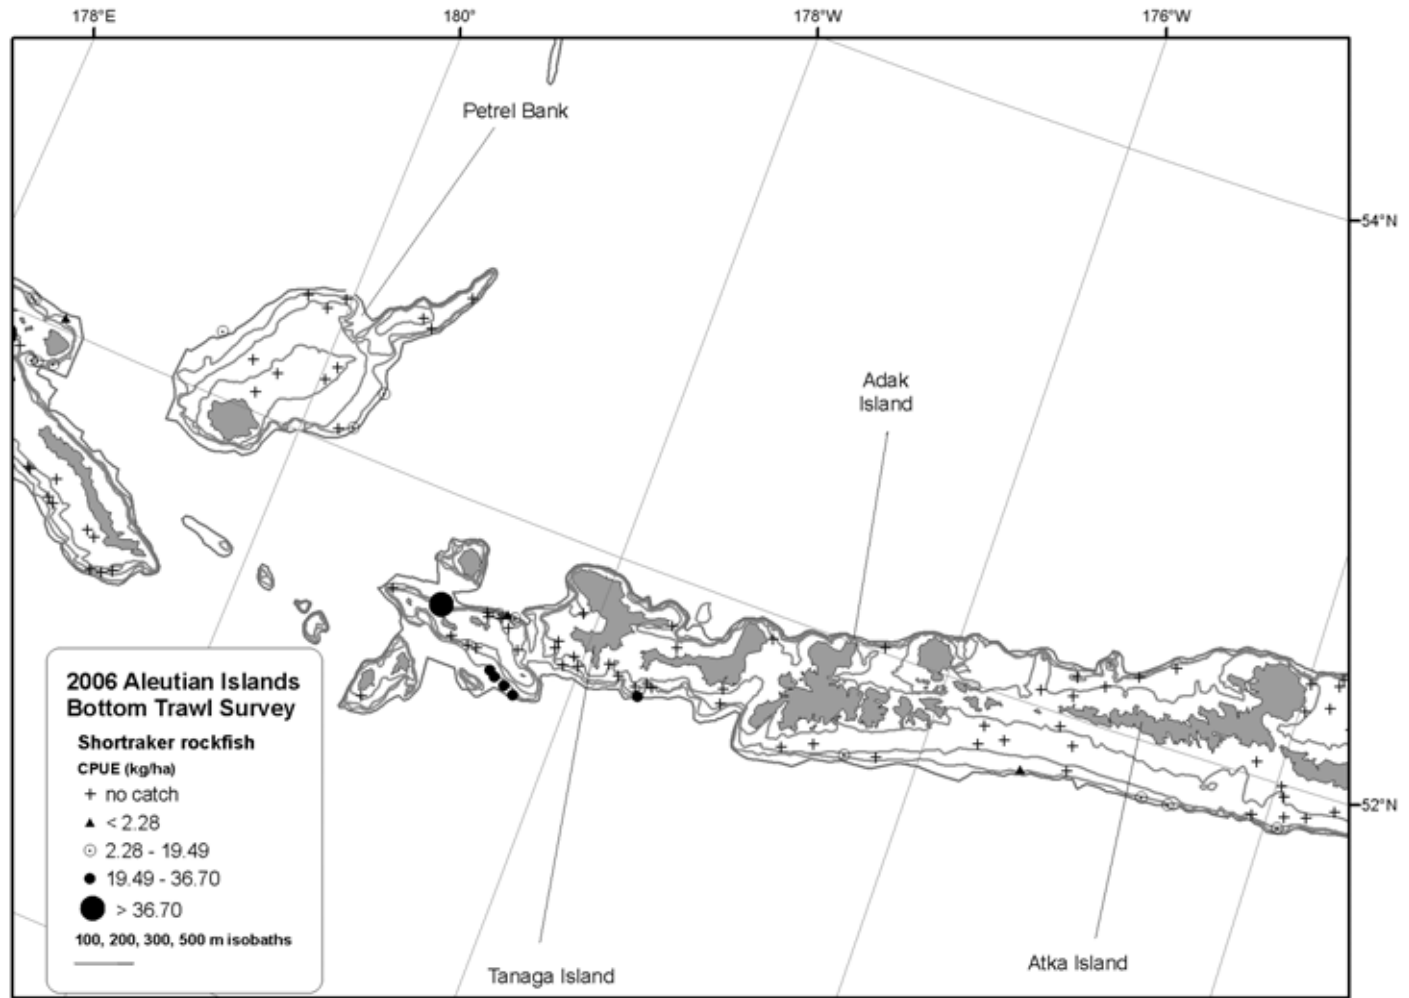 178°E
180°
178°W
176°W
Petrel Bank
54°N
Adak
Island
2006 Aleutian Islands
Bottom Trawl Survey
Shortraker rockfish
CPUE (kg/ha)
no catch
< 2.28
2.28 - 19.49
19.49 - 36.70
> 36.70
100, 200, 300, 500 m isobaths
52°N
Tanaga Island
Atka Island